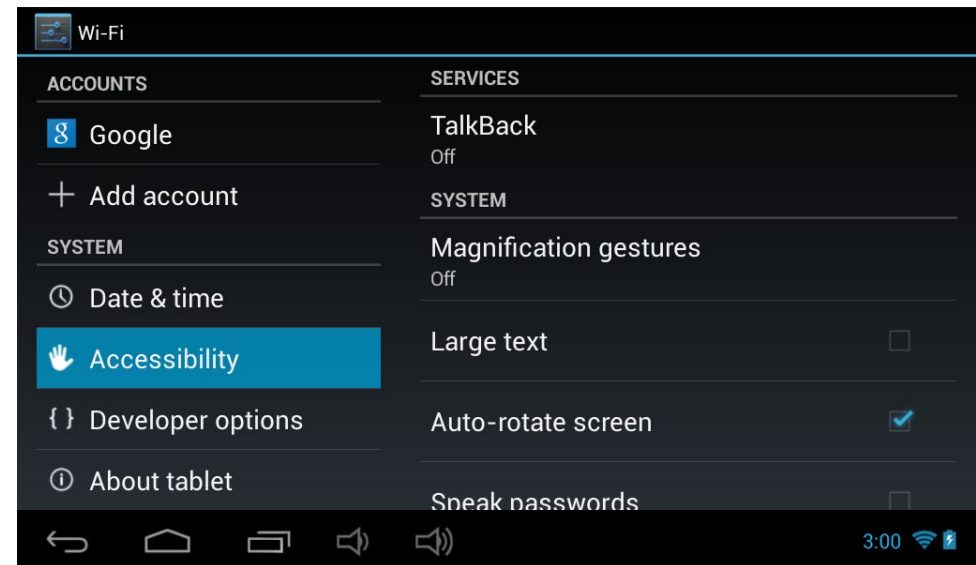 Wi-Fi
ACCOUNTS
Google
Add account
SYSTEM
Date & time
Accessibility
{ } Developer options
About tablet
SERVICES
TalkBack
Off
SYSTEM
Magnification gestures
Off
Large text
Auto-rotate screen
Speak passwords
3:00